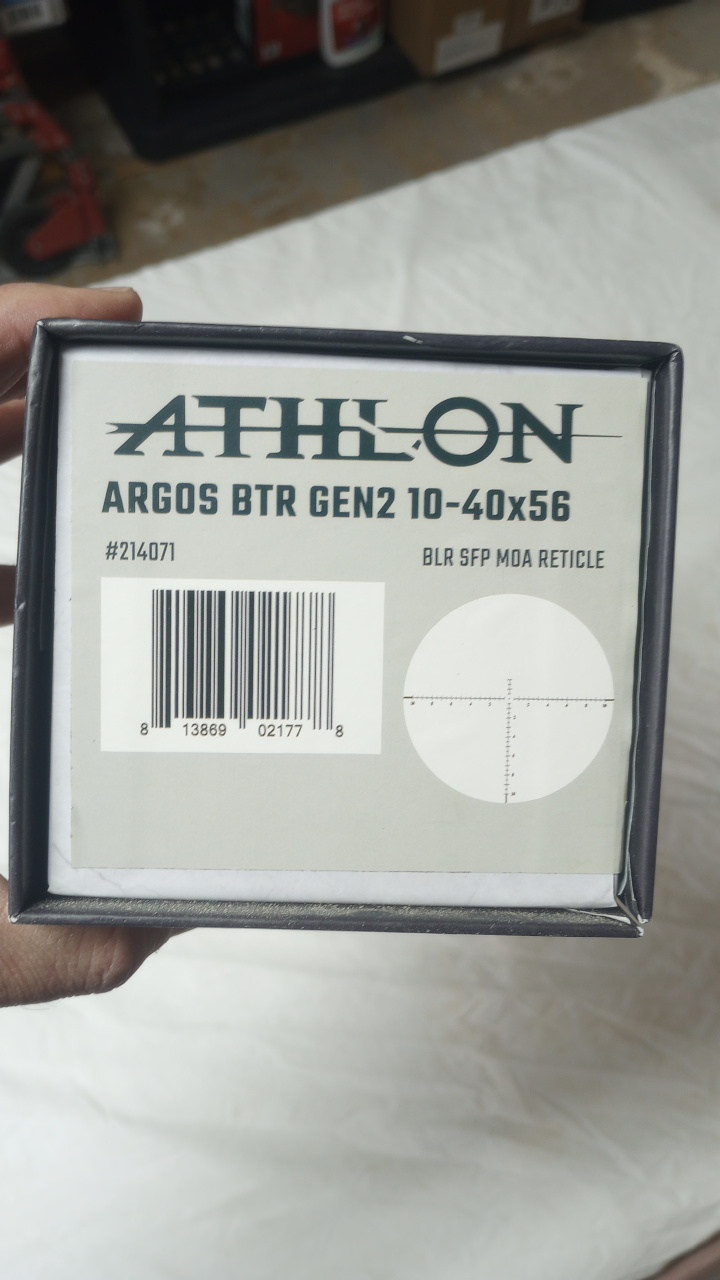 ATHLON
ARGOS BTR GEN2 10-40x56
#214071
BLR SFP MOA RETICLE
8 13869 02177 8